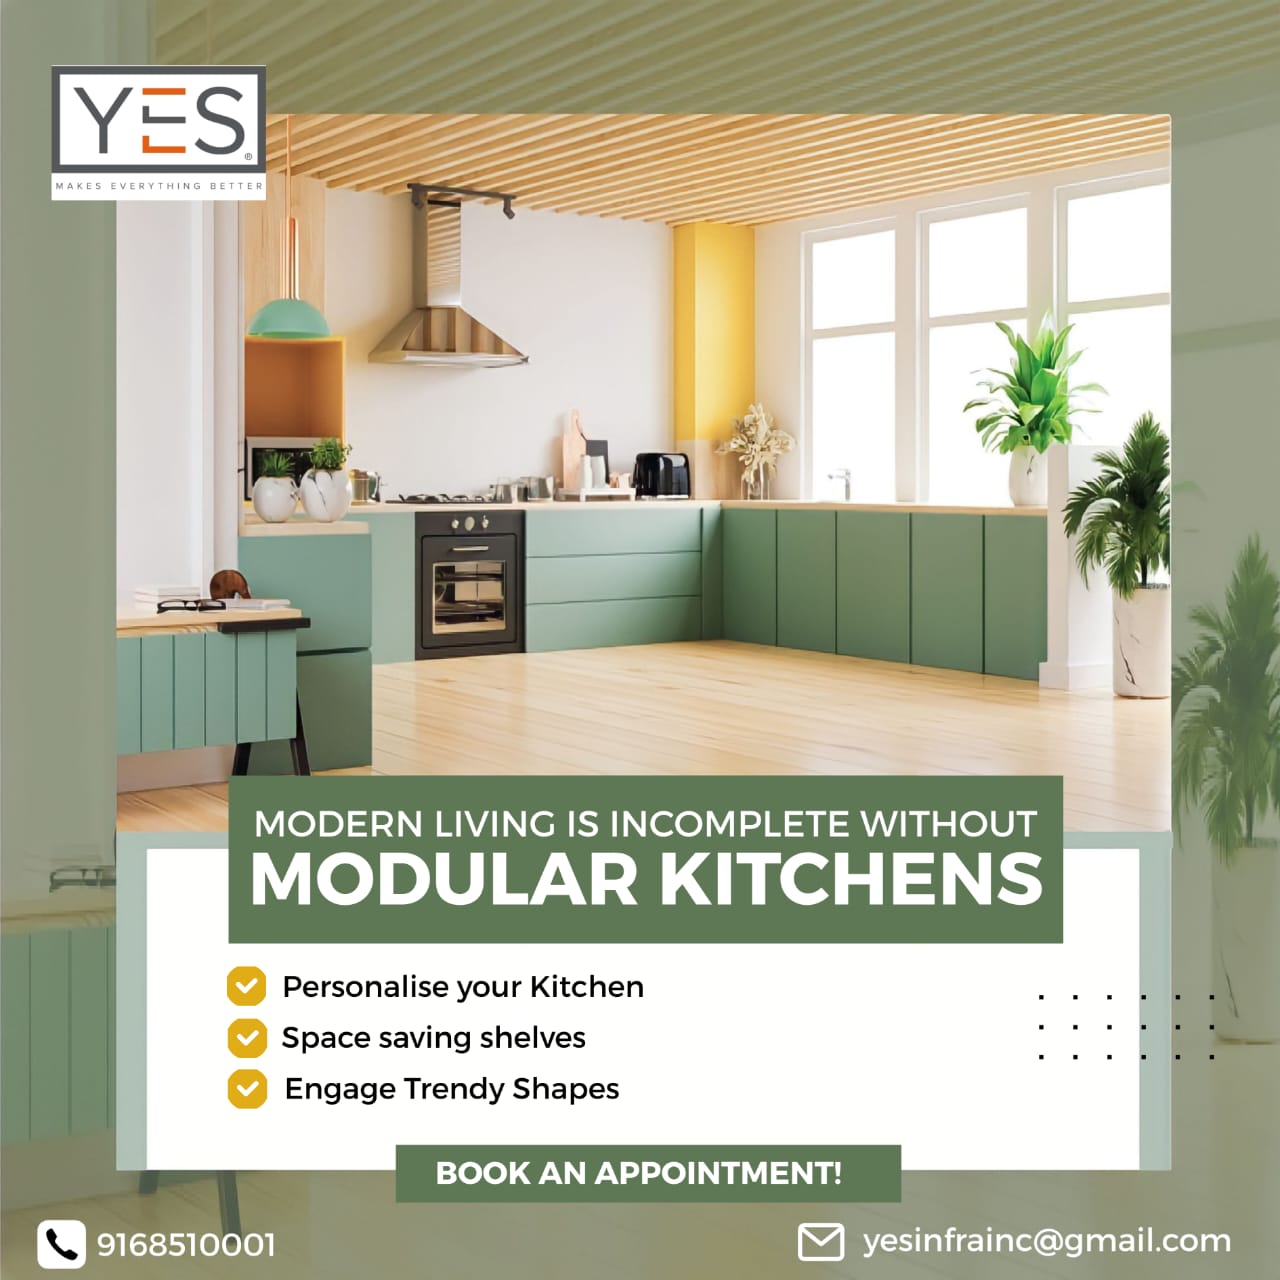 YES®
MAKES EVERYTHING BETTER
MODERN LIVING IS INCOMPLETE WITHOUT
MODULAR KITCHENS
Personalise your Kitchen
Space saving shelves
Engage Trendy Shapes
BOOK AN APPOINTMENT!
9168510001
yesinfrainc@gmail.com